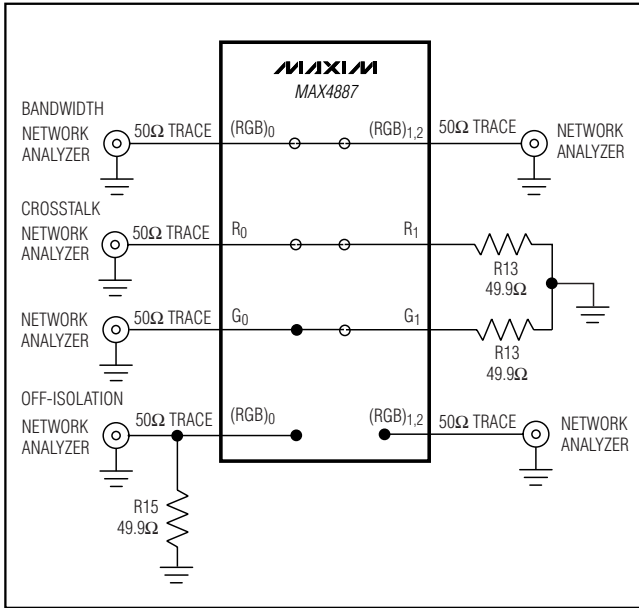 MAXIM
MAX4887
BANDWIDTH
NETWORK
ANALYZER
50Ω TRACE
(RGB)0
(RGB)1,2
50Ω TRACE
NETWORK
ANALYZER
CROSSTALK
NETWORK
ANALYZER
50Ω TRACE
R0
R1
R13
49.9Ω
NETWORK
ANALYZER
50Ω TRACE
G0
G1
R13
49.9Ω
OFF-ISOLATION
NETWORK
ANALYZER
50Ω TRACE
(RGB)0
(RGB)1,2
50Ω TRACE
NETWORK
ANALYZER
R15
49.9Ω